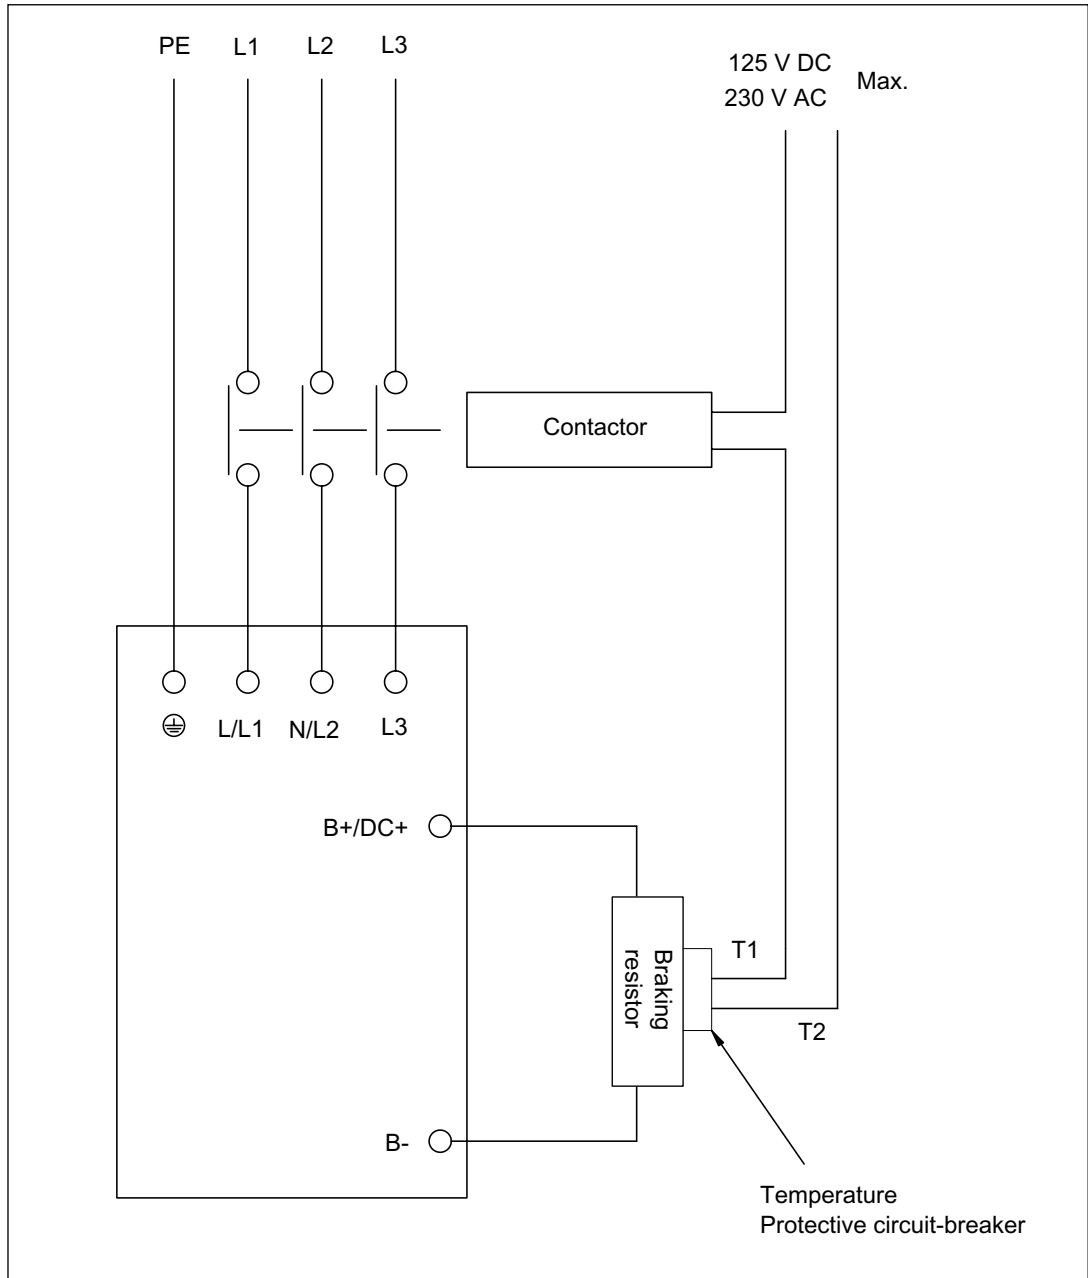 PE L1 L2 L3
125 V DC
230 V AC
Max.
Contactor
L/L1 N/L2 L3
B+/DC+
Braking
resistor
T1
T2
B-
Temperature
Protective circuit-breaker